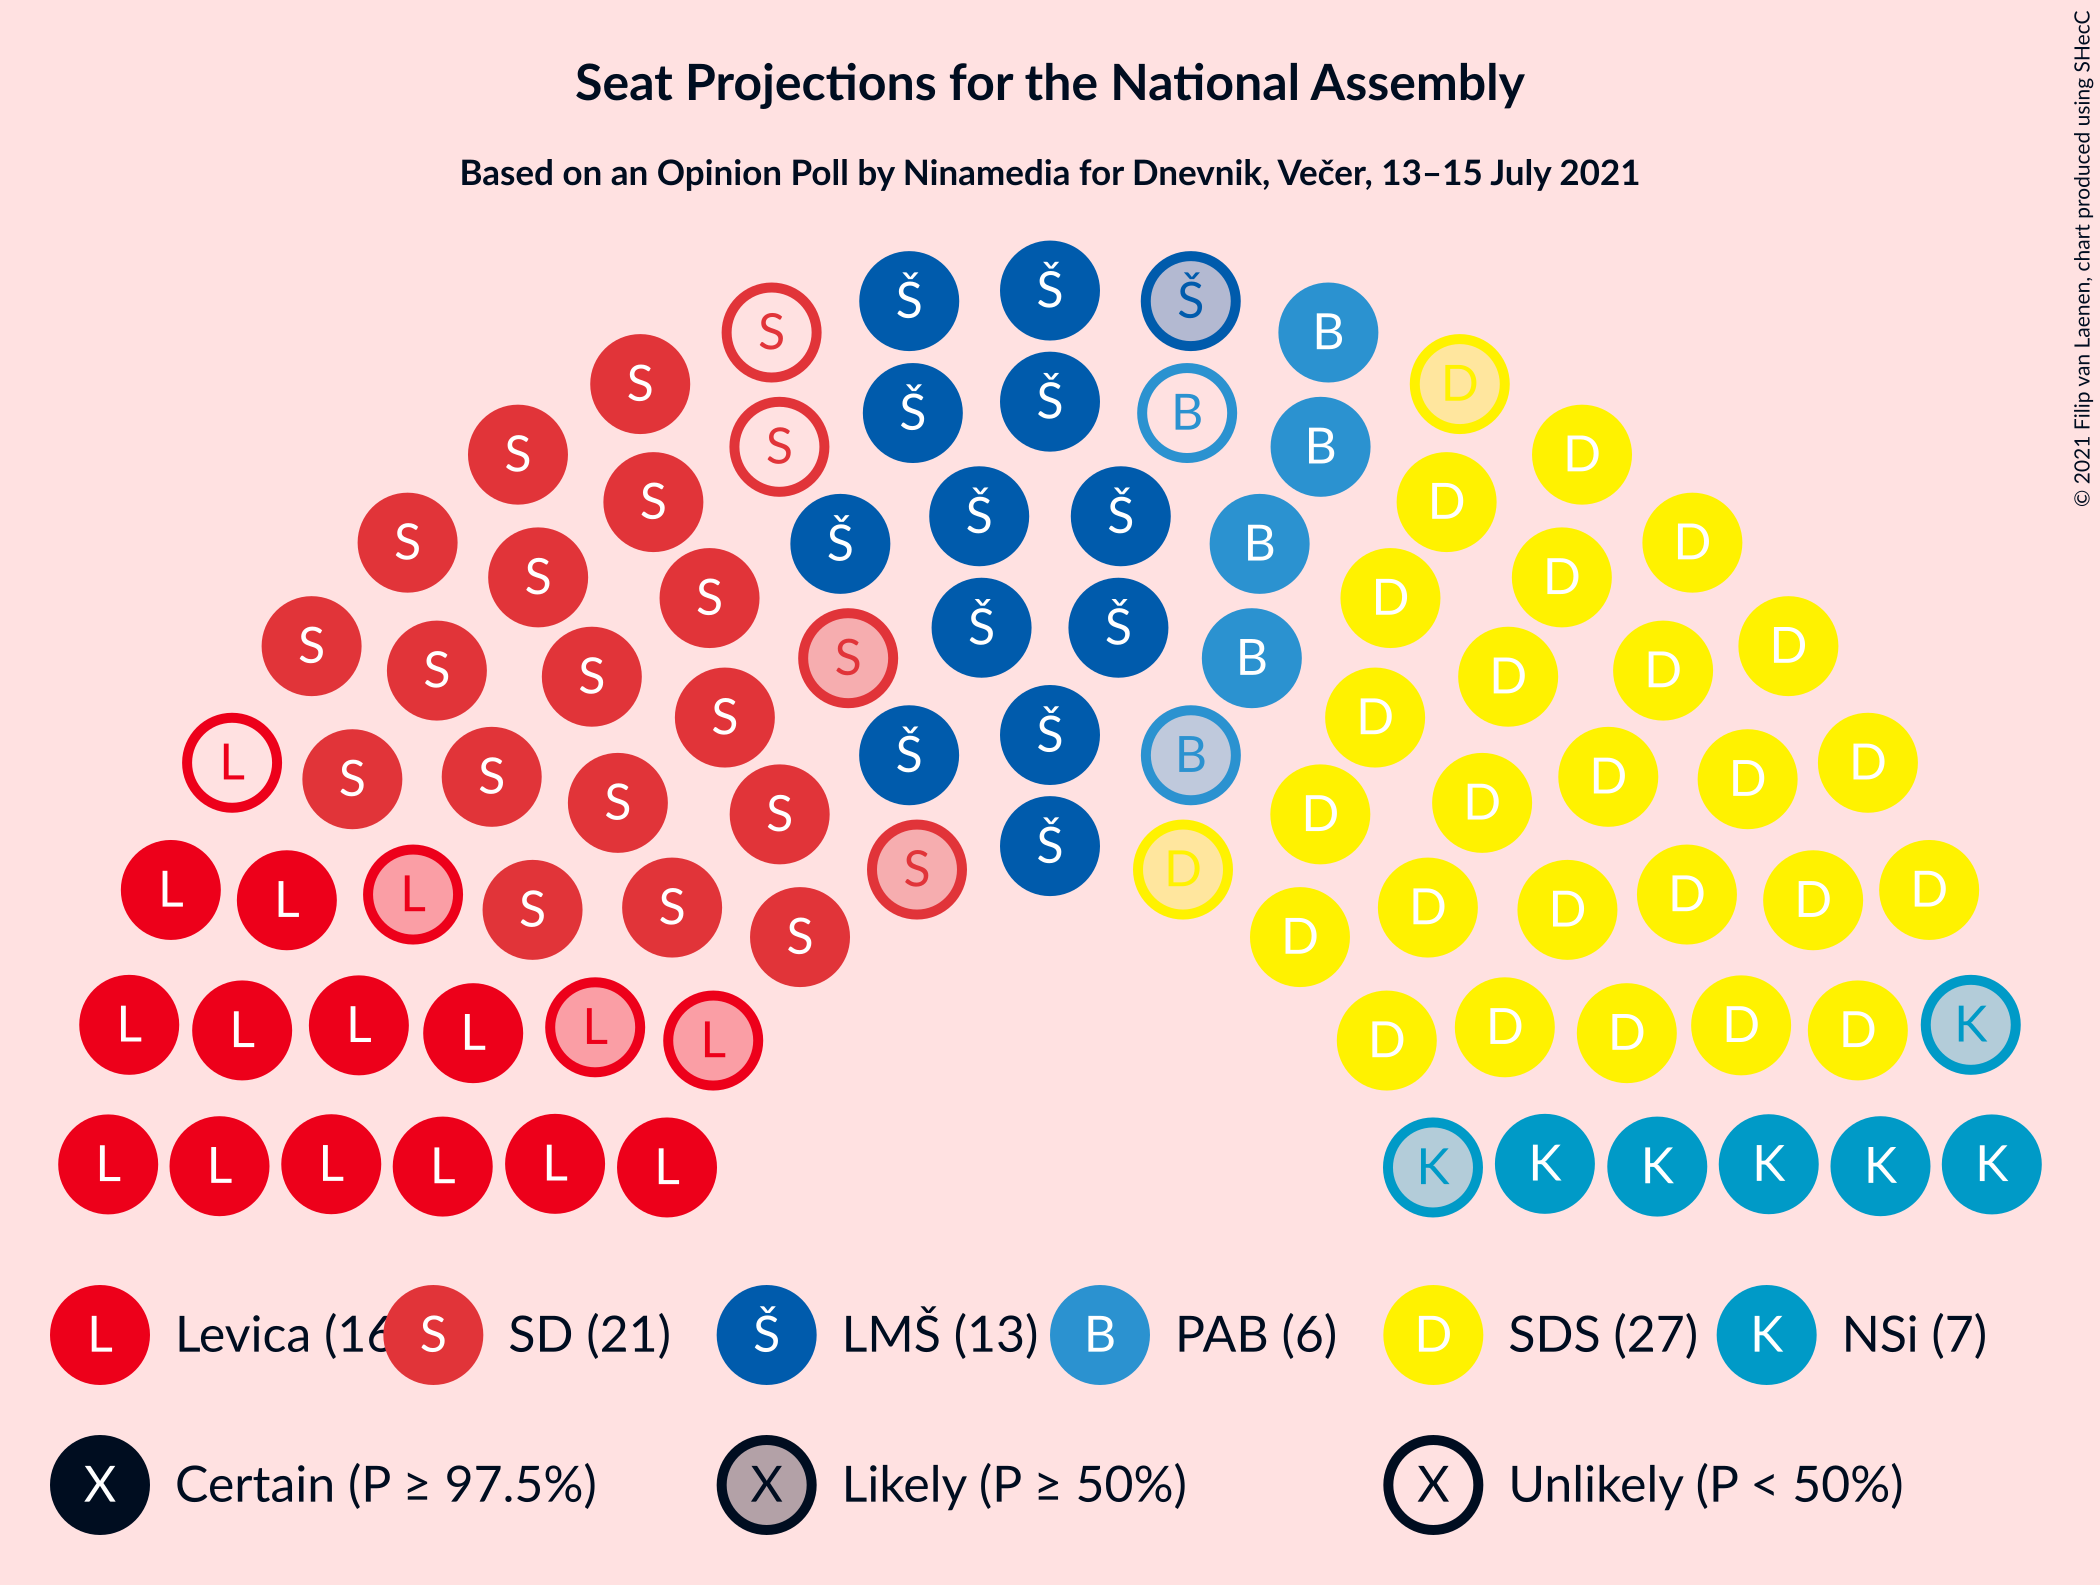 Seat Projections for the National Assembly
Based on an Opinion Poll by Ninamedia for Dnevnik, Večer, 13–15 July 2021
© 2021 Filip van Laenen, chart produced using SHecC
Š Š Š
S B
S D
Š Š B
S D
S B
S D
Š Š
S D
S D
Š B
S D
S D
Š Š
S D
S B
S D
S D
S D
S D
Š
Š B
L D
S D
S D
S D
S D
Š
S D
L D
L D
L D
S D
S D
S D
L D K
L D
L D
L D
L D
L D
L L L L L L K K K K K K
L Levica (16 S SD (21) Š LMŠ (13) B PAB (6) D SDS (27) K NSi (7)
X Certain (P ≥ 97.5%) X Likely (P ≥ 50%) X Unlikely (P < 50%)